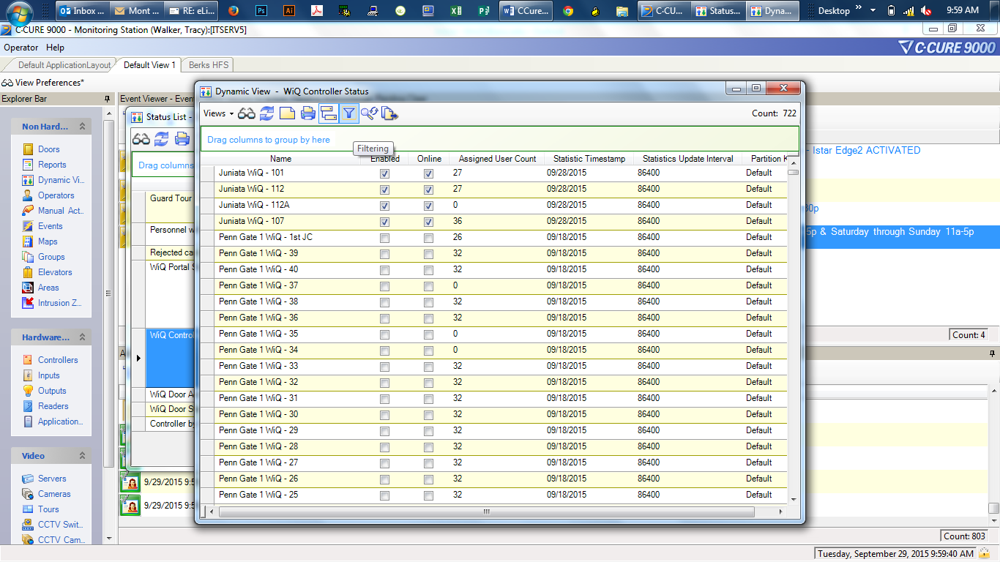 Inbox ... Mont ... RE: eLi... CCure... C-CU... Status... Dyna... Desktop » 9:59 AM
C-CURE 9000 - Monitoring Station (Walker, Tracy):[ITSERV5]
Operator Help C•CURE 9000
Default ApplicationLayout Default View 1 Berks HFS
View Preferences*
Explorer Bar Event Viewer - Even
Non Hard...
Doors
Reports
Dynamic Vi...
Operators
Manual Act...
Events
Maps
Groups
Elevators
Areas
Intrusion Z...
Hardware...
Controllers
Inputs
Outputs
Readers
Application...
Video
Servers
Cameras
Tours
CCTV Swit...
CCTV Cam...
Status List -
Drag columns
Guard Tour
Personnel w
Rejected ca
WiQ Portal S
WiQ Contro
WiQ Door A
WiQ Door S
Controller by
9/29/2015 9:5
9/29/2015 9:5
Dynamic View - WiQ Controller Status
Views Count: 722
Drag columns to group by here
Filtering
Name Enabled Online Assigned User Count Statistic Timestamp Statistics Update Interval Partition K
Juniata WiQ - 101 27 09/28/2015 86400 Default
Juniata WiQ - 112 27 09/28/2015 86400 Default
Juniata WiQ - 112A 0 09/28/2015 86400 Default
Juniata WiQ - 107 36 09/28/2015 86400 Default
Penn Gate 1 WiQ - 1st JC 26 09/18/2015 86400 Default
Penn Gate 1 WiQ - 39 32 09/18/2015 86400 Default
Penn Gate 1 WiQ - 40 32 09/18/2015 86400 Default
Penn Gate 1 WiQ - 37 0 09/18/2015 86400 Default
Penn Gate 1 WiQ - 38 32 09/18/2015 86400 Default
Penn Gate 1 WiQ - 36 32 09/18/2015 86400 Default
Penn Gate 1 WiQ - 35 0 09/18/2015 86400 Default
Penn Gate 1 WiQ - 34 0 09/18/2015 86400 Default
Penn Gate 1 WiQ - 33 32 09/18/2015 86400 Default
Penn Gate 1 WiQ - 32 32 09/18/2015 86400 Default
Penn Gate 1 WiQ - 31 32 09/18/2015 86400 Default
Penn Gate 1 WiQ - 30 32 09/18/2015 86400 Default
Penn Gate 1 WiQ - 29 32 09/18/2015 86400 Default
Penn Gate 1 WiQ - 28 32 09/18/2015 86400 Default
Penn Gate 1 WiQ - 27 32 09/18/2015 86400 Default
Penn Gate 1 WiQ - 26 32 09/18/2015 86400 Default
Penn Gate 1 WiQ - 25 32 09/18/2015 86400 Default
- Istar Edge2 ACTIVATED
30p
5p & Saturday through Sunday 11a-5p
Count: 4
Count: 803
Tuesday, September 29, 2015 9:59:40 AM